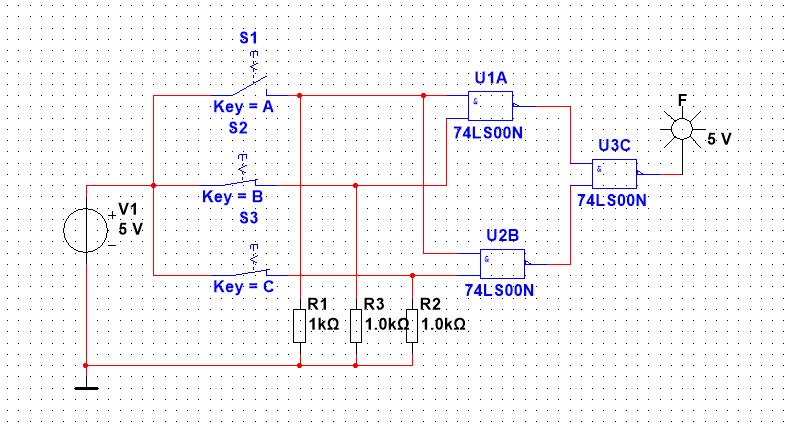 S1
Key = A
S2
Key = B
S3
Key = C
V1
+
5 V
−
R1
1kΩ
R3
1.0kΩ
R2
1.0kΩ
U1A
&
74LS00N
U2B
&
74LS00N
U3C
&
74LS00N
F
5 V